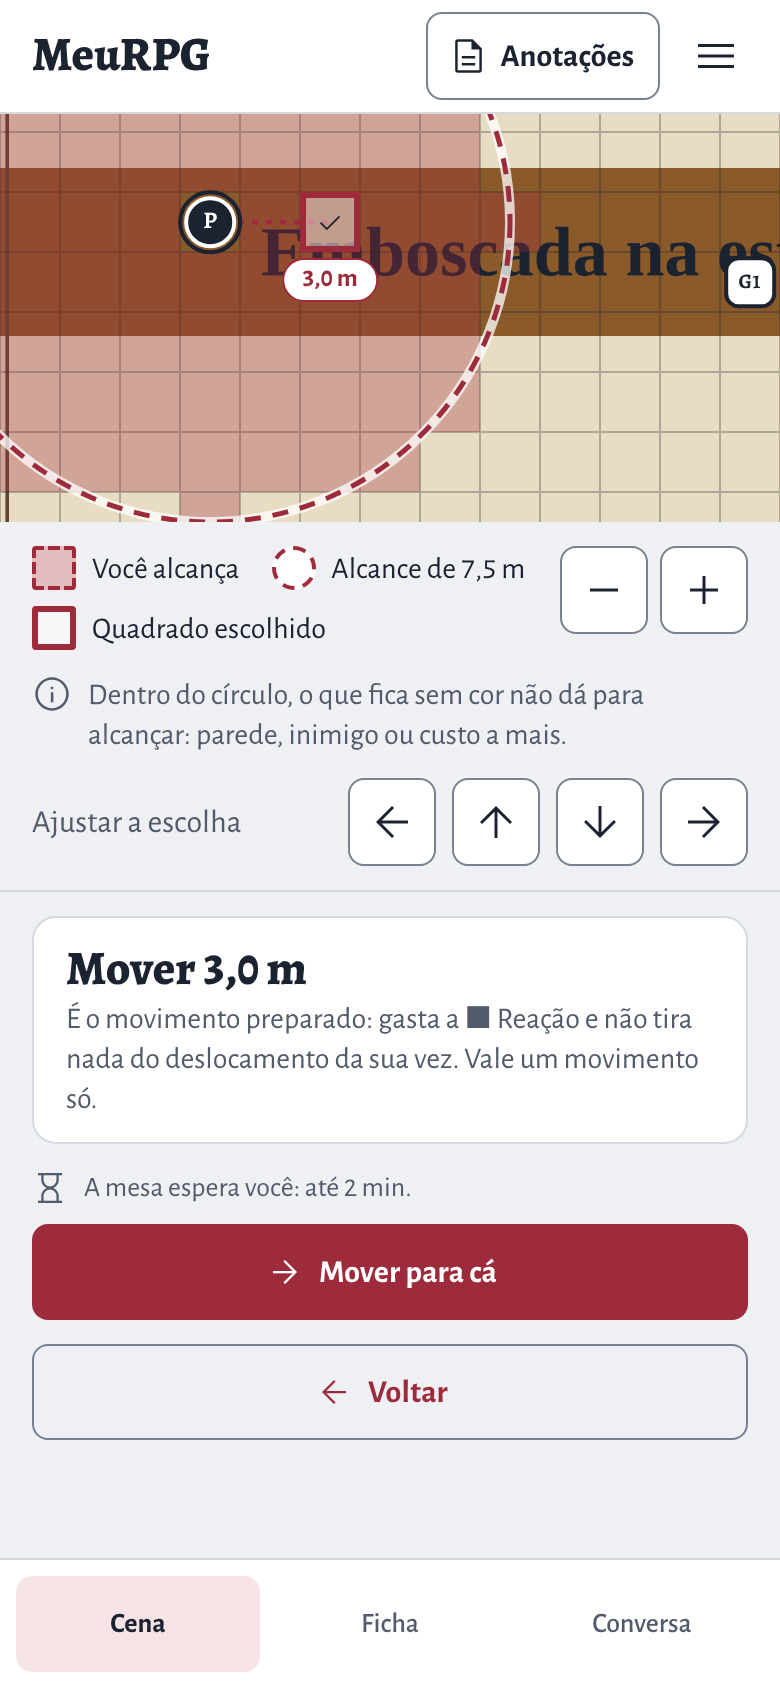 MeuRPG
Anotações
P
Emboscada na est
G1
3,0 m
Você alcança
Alcance de 7,5 m
Quadrado escolhido
Dentro do círculo, o que fica sem cor não dá para
alcançar: parede, inimigo ou custo a mais.
Ajustar a escolha
Mover 3,0 m
É o movimento preparado: gasta a ■ Reação e não tira
nada do deslocamento da sua vez. Vale um movimento
só.
A mesa espera você: até 2 min.
Mover para cá
Voltar
Cena
Ficha
Conversa